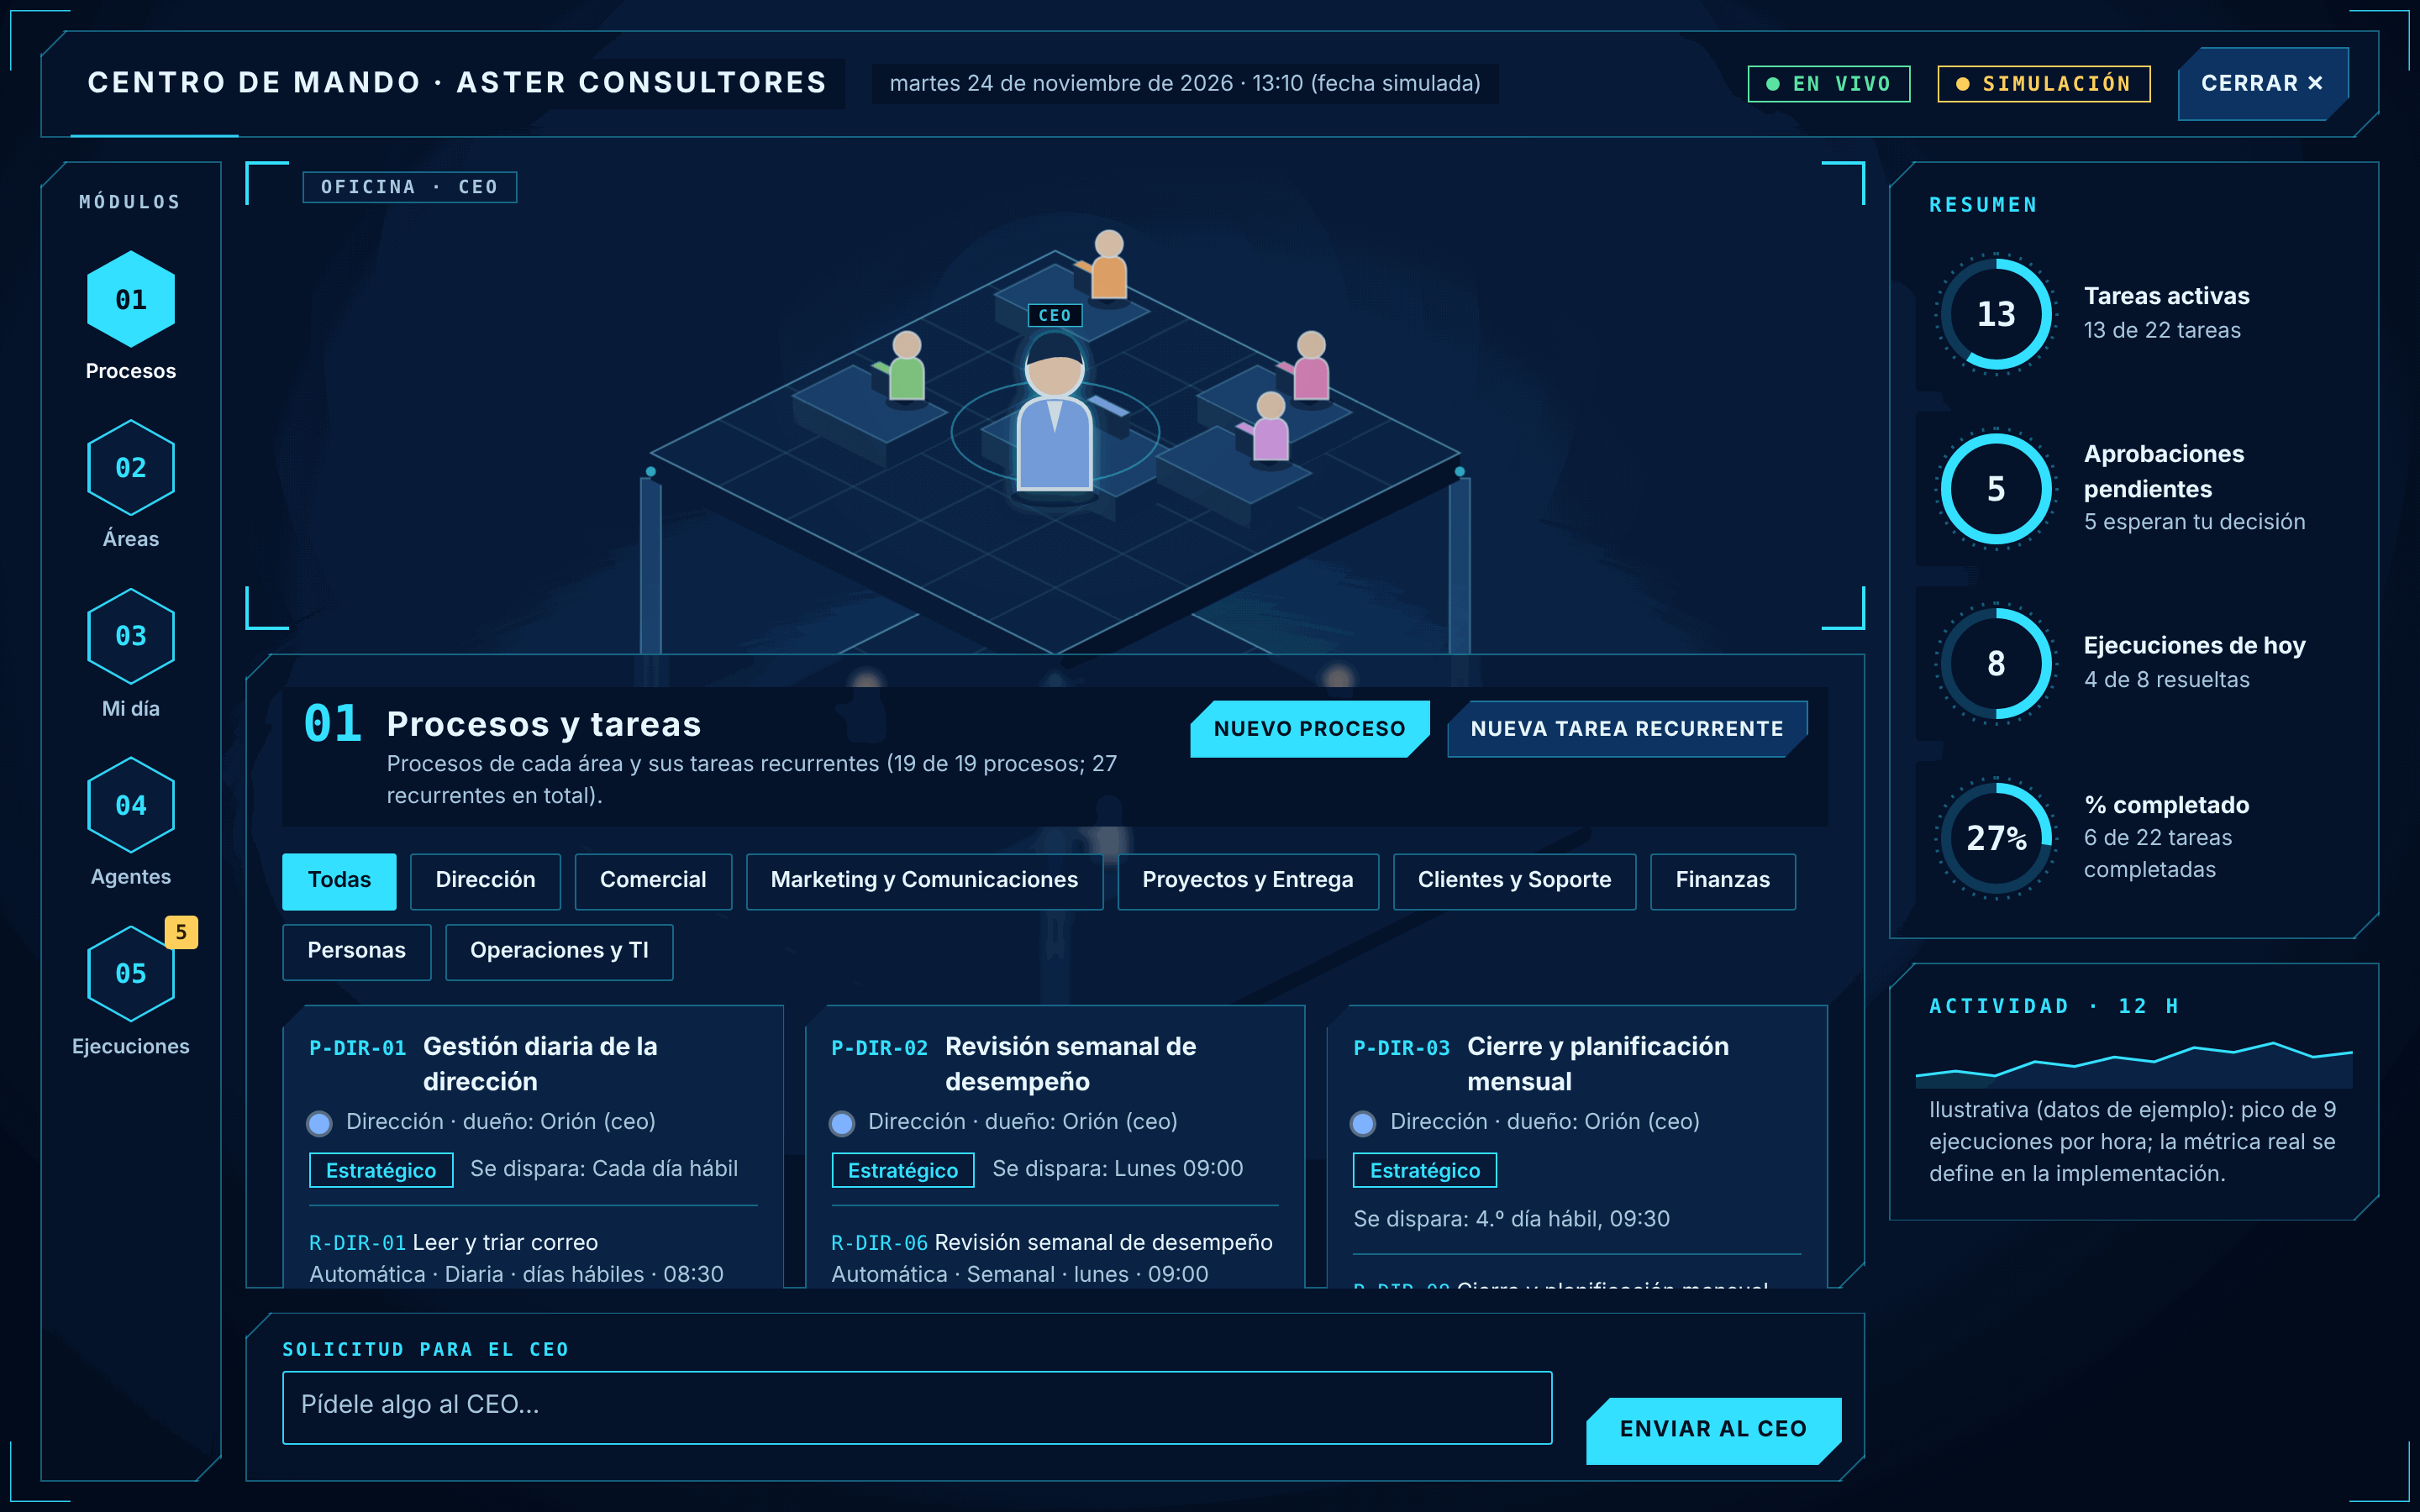 CENTRO DE MANDO · ASTER CONSULTORES
martes 24 de noviembre de 2026 · 13:10 (fecha simulada)
EN VIVO
SIMULACIÓN
CERRAR ✕
MÓDULOS
01
Procesos
02
Áreas
03
Mi día
04
Agentes
5
05
Ejecuciones
OFICINA · CEO
CEO
01
Procesos y tareas
Procesos de cada área y sus tareas recurrentes (19 de 19 procesos; 27
recurrentes en total).
NUEVO PROCESO
NUEVA TAREA RECURRENTE
Todas
Dirección
Comercial
Marketing y Comunicaciones
Proyectos y Entrega
Clientes y Soporte
Finanzas
Personas
Operaciones y TI
P-DIR-01 Gestión diaria de la
dirección
Dirección · dueño: Orión (ceo)
Estratégico Se dispara: Cada día hábil
R-DIR-01 Leer y triar correo
Automática · Diaria · días hábiles · 08:30
P-DIR-02 Revisión semanal de
desempeño
Dirección · dueño: Orión (ceo)
Estratégico Se dispara: Lunes 09:00
R-DIR-06 Revisión semanal de desempeño
Automática · Semanal · lunes · 09:00
P-DIR-03 Cierre y planificación
mensual
Dirección · dueño: Orión (ceo)
Estratégico
Se dispara: 4.º día hábil, 09:30
Cierre y planificación mensual
SOLICITUD PARA EL CEO
Pídele algo al CEO...
ENVIAR AL CEO
RESUMEN
13
Tareas activas
13 de 22 tareas
5
Aprobaciones
pendientes
5 esperan tu decisión
8
Ejecuciones de hoy
4 de 8 resueltas
27%
% completado
6 de 22 tareas
completadas
ACTIVIDAD · 12 H
Ilustrativa (datos de ejemplo): pico de 9
ejecuciones por hora; la métrica real se
define en la implementación.